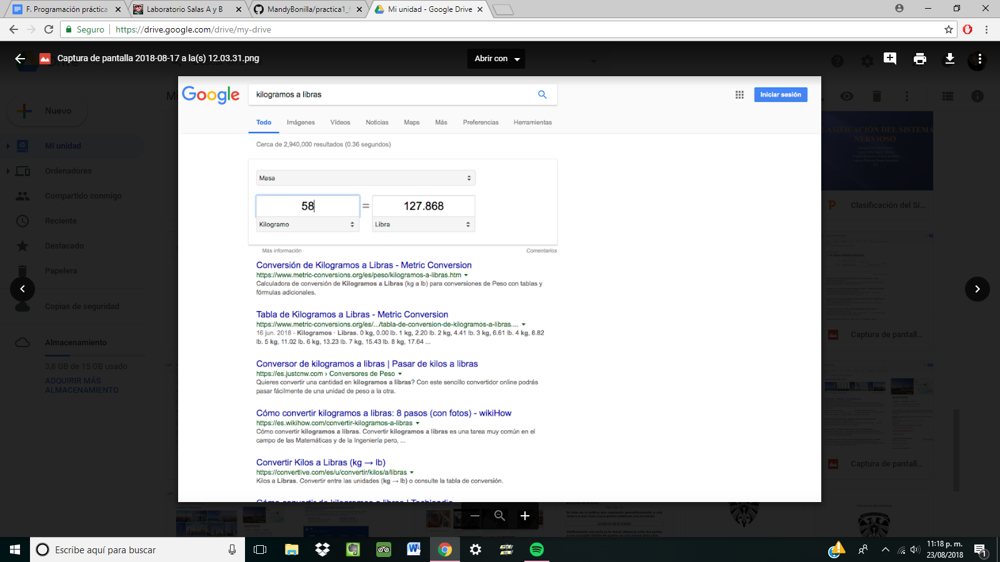 F. Programación práctica
Laboratorio Salas A y B
MandyBonilla/practica1_f
Mi unidad - Google Drive
Seguro
https://drive.google.com/drive/my-drive
Captura de pantalla 2018-08-17 a la(s) 12.03.31.png
Abrir con
Google
kilogramos a libras
Iniciar sesión
Todo
Imágenes
Vídeos
Noticias
Maps
Más
Preferencias
Herramientas
Cerca de 2,940,000 resultados (0.36 segundos)
Masa
58 = 127.868
Kilogramo
Libra
Más información
Comentarios
Conversión de Kilogramos a Libras - Metric Conversion
https://www.metric-conversions.org/es/peso/kilogramos-a-libras.htm
Calculadora de conversión de Kilogramos a Libras (kg a lb) para conversiones de Peso con tablas y
fórmulas adicionales.
Tabla de Kilogramos a Libras - Metric Conversion
https://www.metric-conversions.org/es/.../tabla-de-conversion-de-kilogramos-a-libras....
16 jun. 2018 - Kilogramos · Libras. 0 kg, 0.00 lb. 1 kg, 2.20 lb. 2 kg, 4.41 lb. 3 kg, 6.61 lb. 4 kg, 8.82
lb. 5 kg, 11.02 lb. 6 kg, 13.23 lb. 7 kg, 15.43 lb. 8 kg, 17.64 ...
Conversor de kilogramos a libras | Pasar de kilos a libras
https://es.justcnw.com › Conversores de Peso
Quieres convertir una cantidad en kilogramos a libras? Con este sencillo convertidor online podrás
pasar fácilmente de una unidad de peso a la otra.
Cómo convertir kilogramos a libras: 8 pasos (con fotos) - wikiHow
https://es.wikihow.com/convertir-kilogramos-a-libras
Cómo convertir kilogramos a libras. Convertir kilogramos a libras es una tarea muy común en el
campo de las Matemáticas y de la Ingeniería pero, ...
Convertir Kilos a Libras (kg → lb)
https://convertlive.com/es/u/convertir/kilos/a/libras
Kilos a Libras. Convertir entre las unidades (kg → lb) o consulte la tabla de conversión.
Cómo convertir de kilogramos a libras | Techlandia
Nuevo
Mi unidad
Ordenadores
Compartido conmigo
Reciente
Destacado
Papelera
Copias de seguridad
Almacenamiento
3,8 GB de 15 GB usado
ADQUIRIR MÁS
ALMACENAMIENTO
CLASIFICACIÓN DEL SISTEMA
NERVIOSO
Clasificación del Si...
Captura de pantall...
Captura de pantall...
Escribe aquí para buscar
11:18 p. m.
23/08/2018
1